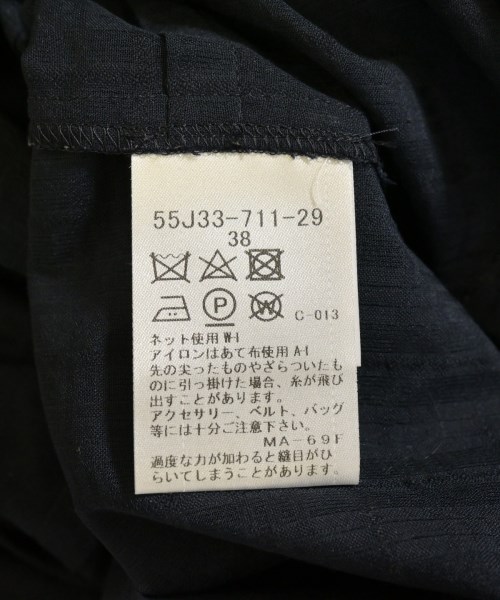 55J33-711-29
38
P W C-013
ネット使用 W-1
アイロンはあて布使用 A-1
先の尖ったものやざらついたも
のに引っ掛けた場合、糸が飛び
出すことがあります。
アクセサリー、ベルト、バッグ
等には十分ご注意下さい。
MA-69F
過度な力が加わると縫目がひ
らいてしまうことがあります。